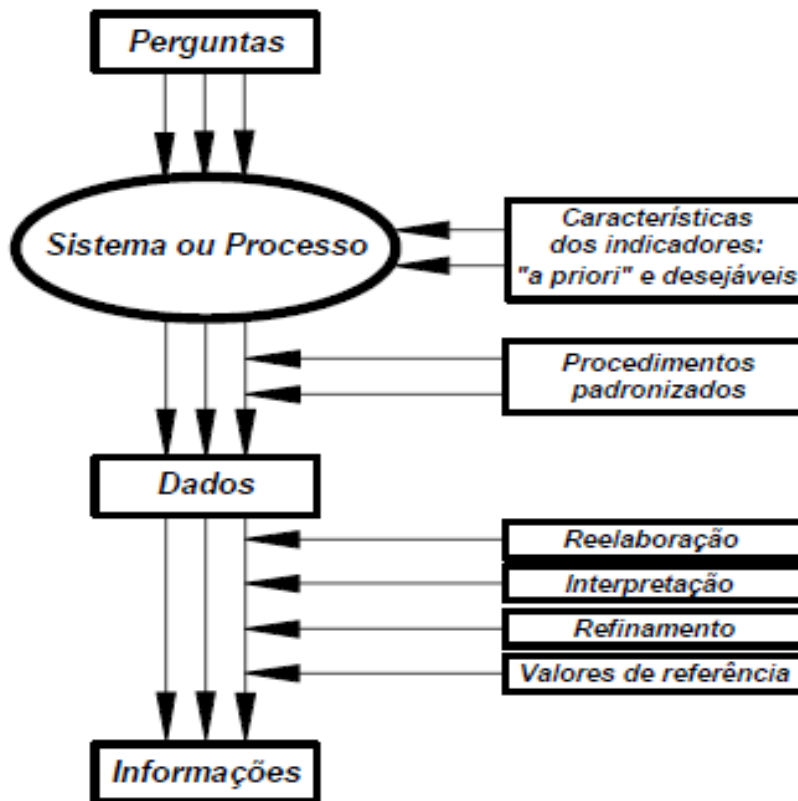 Perguntas
Sistema ou Processo
Características
dos indicadores:
"a priori" e desejáveis
Procedimentos
padronizados
Dados
Reelaboração
Interpretação
Refinamento
Valores de referência
Informações